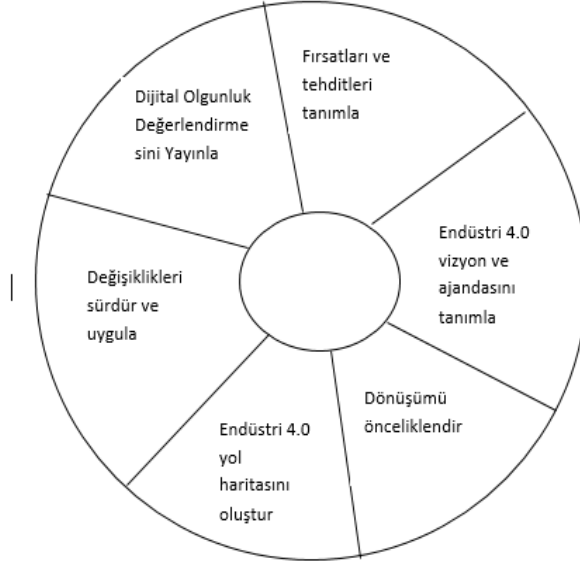 Fırsatları ve
tehditleri
tanımla
Endüstri 4.0
vizyon ve
ajandasını
tanımla
Dönüşümü
önceliklendir
Endüstri 4.0
yol
haritasını
oluştur
Değişiklikleri
sürdür ve
uygula
Dijital Olgunluk
Değerlendirme
sini Yayınla